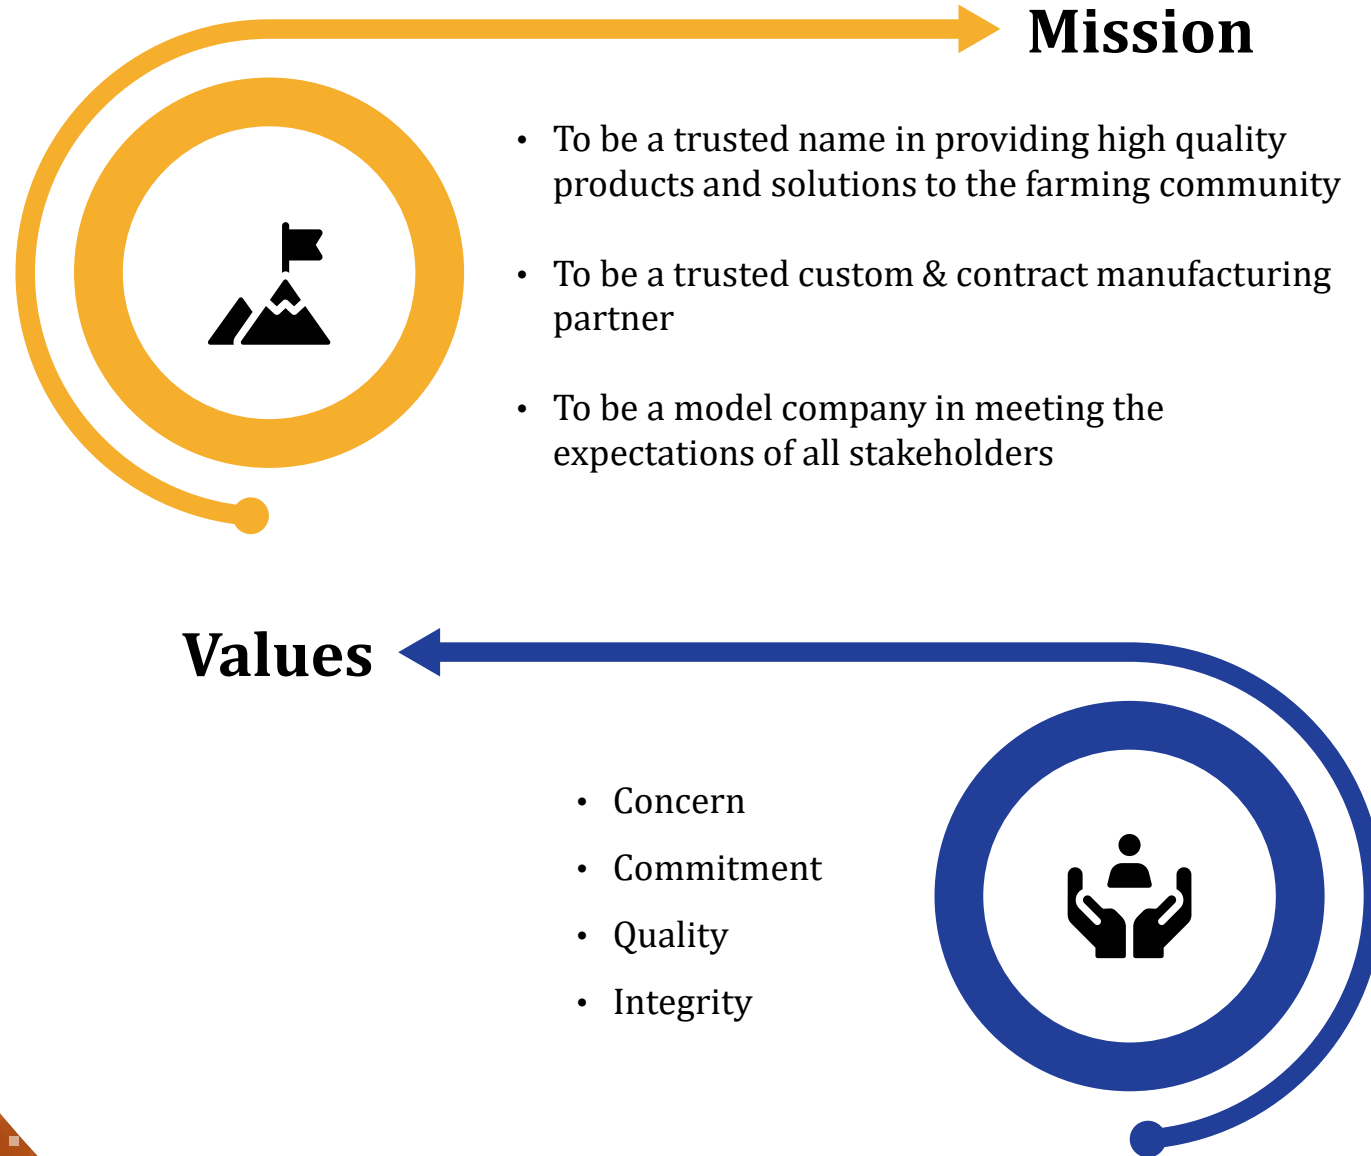 Mission
• To be a trusted name in providing high quality
products and solutions to the farming community
• To be a trusted custom & contract manufacturing
partner
• To be a model company in meeting the
expectations of all stakeholders
Values
• Concern
• Commitment
• Quality
• Integrity